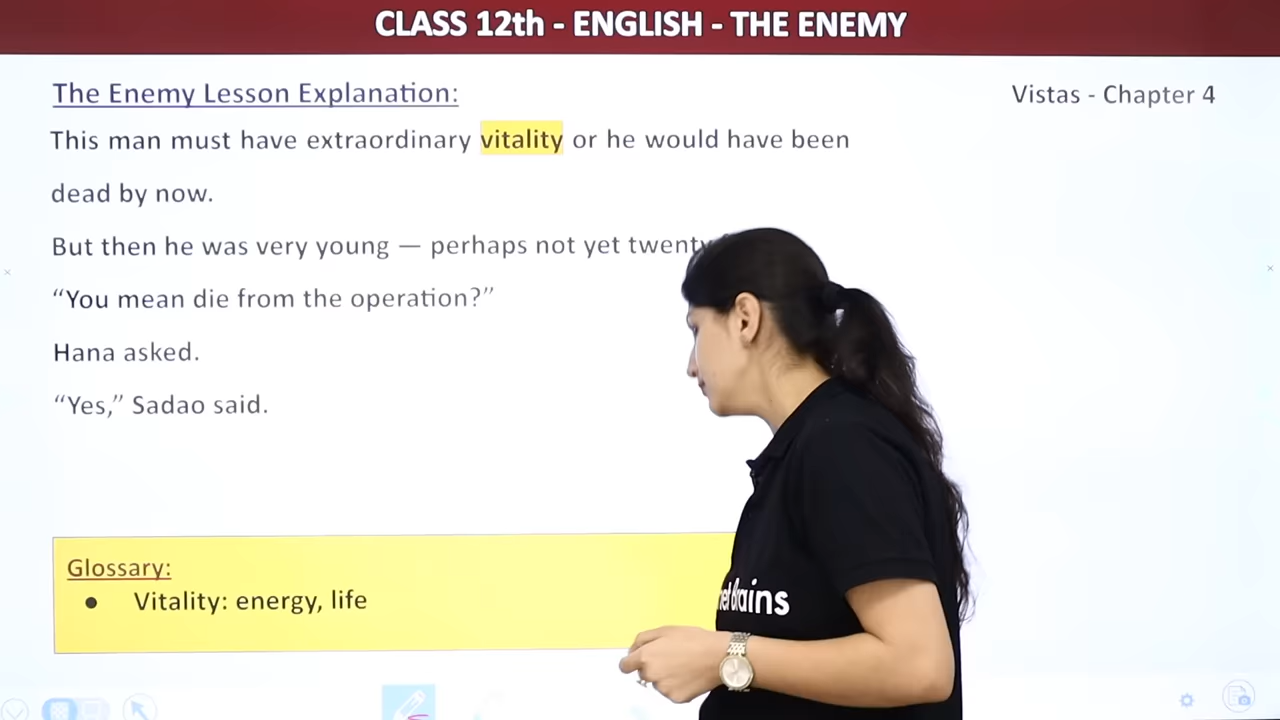 CLASS 12th - ENGLISH - THE ENEMY
The Enemy Lesson Explanation:
Vistas - Chapter 4
This man must have extraordinary vitality or he would have been
dead by now.
But then he was very young — perhaps not yet twenty
“You mean die from the operation?”
Hana asked.
“Yes,” Sadao said.
Glossary:
● Vitality: energy, life
Brains